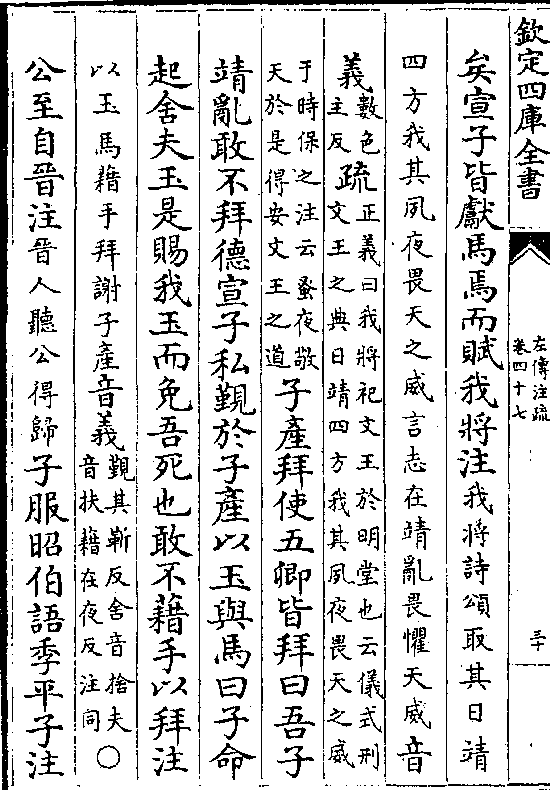 欽定四庫全書
左傳注疏
卷四十七
三十
矣宣子皆獻馬焉而賦我將注我將詩頌取其日靖
四方我其夙夜畏天之威言志在靖亂畏懼天威音
義數色主反疏正義曰我將祀文王於明堂也云儀式刑文王之典日靖四方我其夙夜畏天之威
于時保之注云蚤夜敬天於是得安文王之道子產拜使五卿皆拜曰吾子
靖亂敢不拜德宣子私覲於子產以玉與馬曰子命
起舍夫玉是賜我玉而免吾死也敢不藉手以拜注
以玉馬藉手拜謝子產音義覲其靳反舍音捨夫音扶藉在夜反注同〇
公至自晉注晉人聽公得歸子服昭伯語季平子注